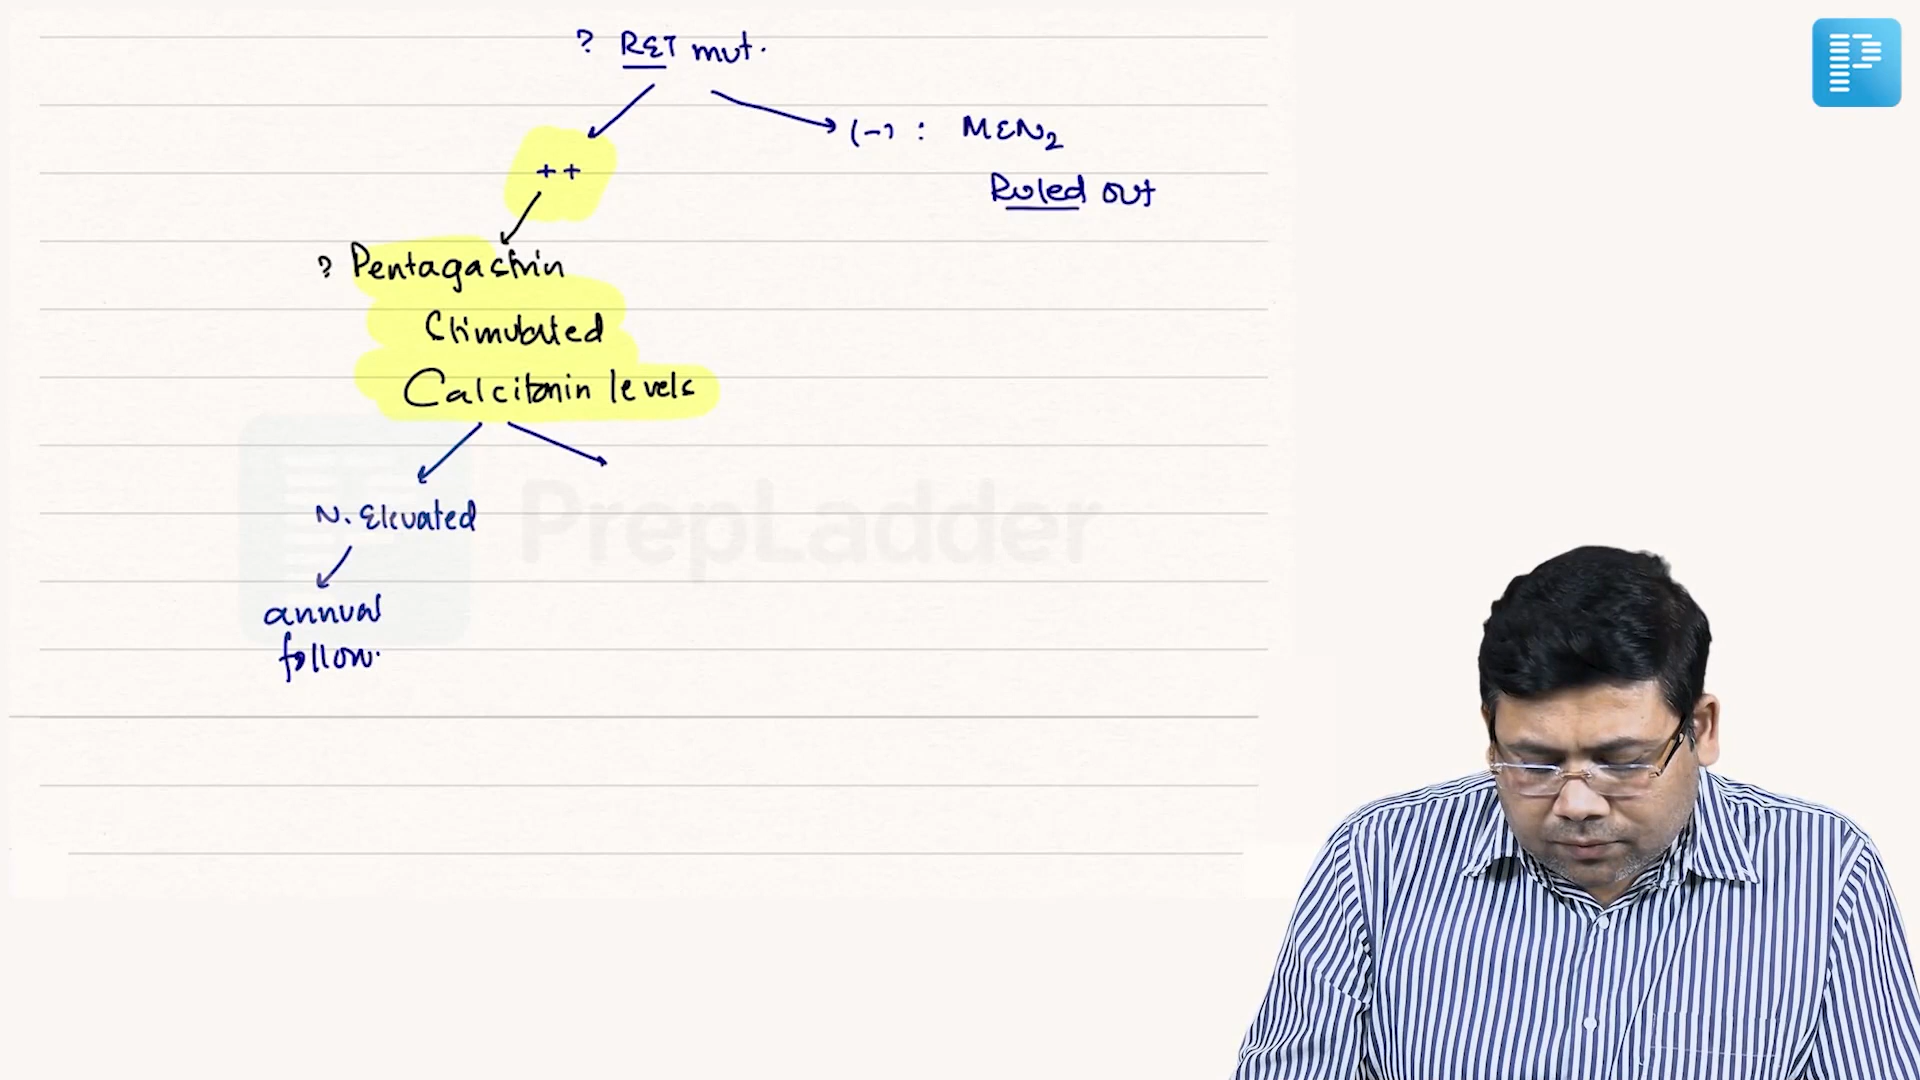 ? RET mut.
(-) : MEN2
Ruled out
++
? Pentagastrin
Stimulated
Calcitonin levels
N. Elevated
annual
follow.
PrepLadder